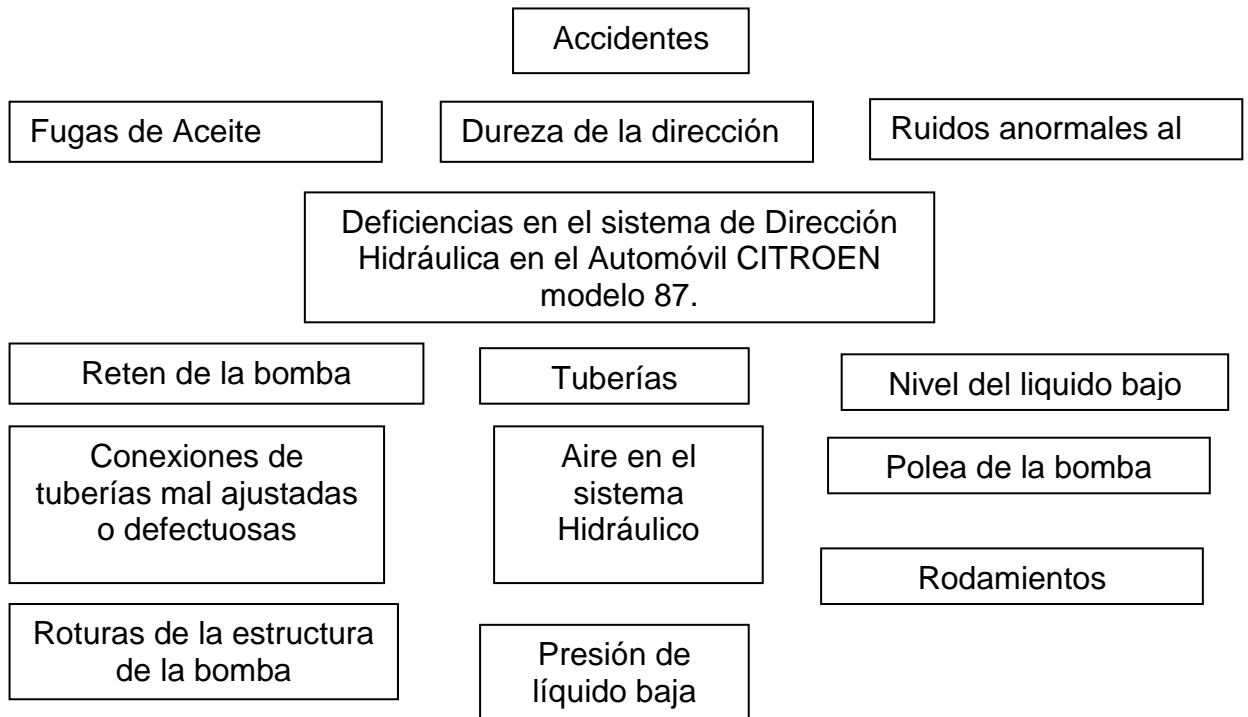 Accidentes
Fugas de Aceite
Dureza de la dirección
Ruidos anormales al
Deficiencias en el sistema de Dirección
Hidráulica en el Automóvil CITROEN
modelo 87.
Reten de la bomba
Tuberías
Nivel del liquido bajo
Conexiones de
tuberías mal ajustadas
o defectuosas
Aire en el
sistema
Hidráulico
Polea de la bomba
Rodamientos
Roturas de la estructura
de la bomba
Presión de
líquido baja